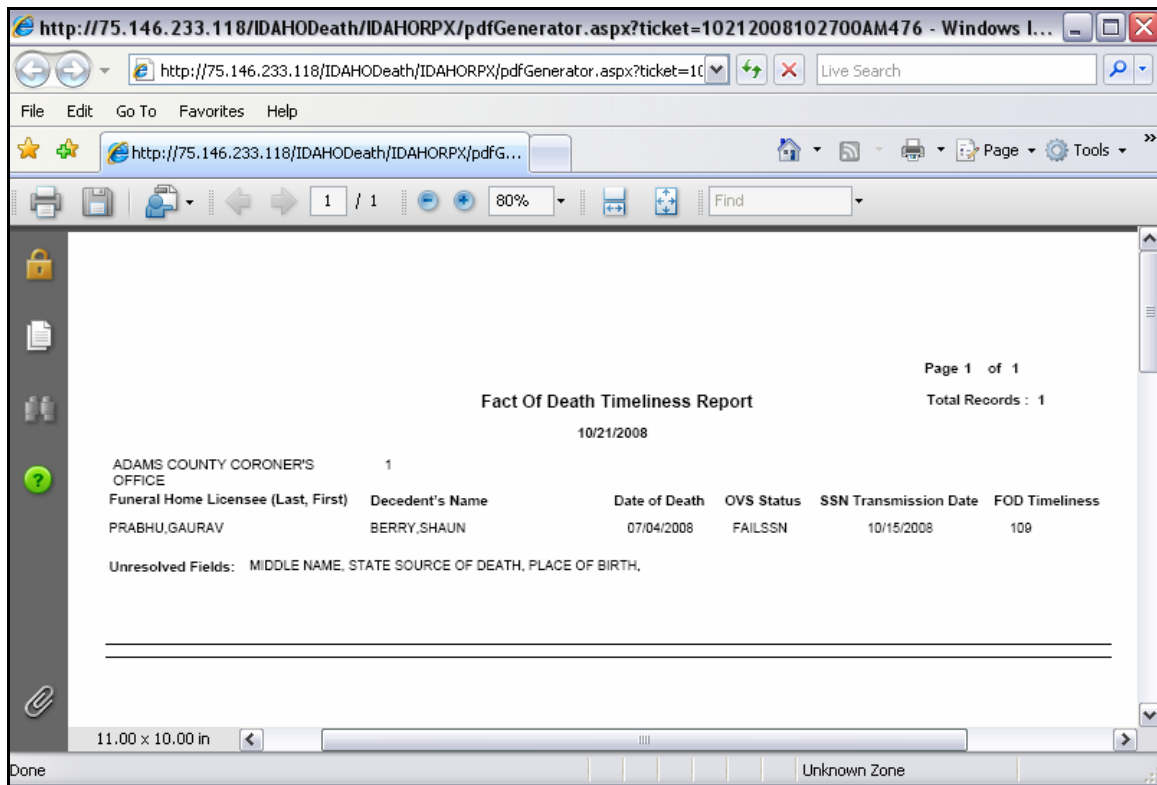 http://75.146.233.118/IDAHODeath/IDAHORPX/pdfGenerator.aspx?ticket=10212008102700AM476 - Windows I...
http://75.146.233.118/IDAHODeath/IDAHORPX/pdfGenerator.aspx?ticket=1( Live Search
File Edit Go To Favorites Help
http://75.146.233.118/IDAHODeath/IDAHORPX/pdfG... Page Tools »
1 / 1 80% Find
Page 1 of 1
Fact Of Death Timeliness Report Total Records : 1
10/21/2008
ADAMS COUNTY CORONER'S 1
OFFICE
Funeral Home Licensee (Last, First) Decedent's Name Date of Death OVS Status SSN Transmission Date FOD Timeliness
PRABHU,GAURAV BERRY,SHAUN 07/04/2008 FAILSSN 10/15/2008 109
Unresolved Fields: MIDDLE NAME, STATE SOURCE OF DEATH, PLACE OF BIRTH,
11.00 x 10.00 in
Done Unknown Zone